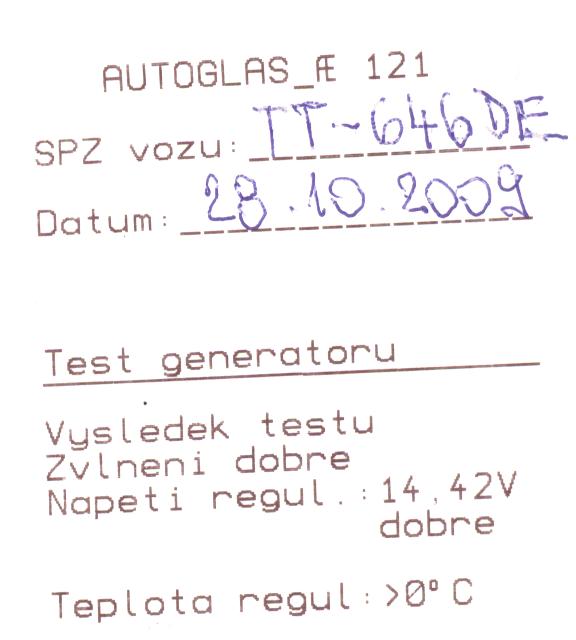 AUTOGLAS_Æ 121
SPZ vozu: TT-646DE
Datum: 28.10.2009
Test generatoru
Vysledek testu
Zvlneni dobre
Napeti regul.:14,42V
dobre
Teplota regul:>0°C